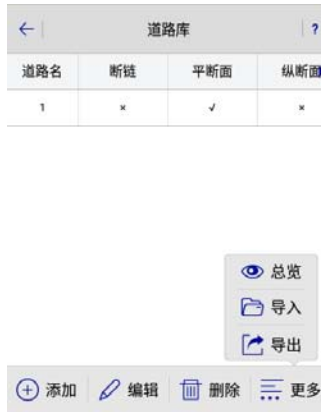 道路库 ?
道路名 断链 平断面 纵断面
1 × √ ×
总览
导入
导出
添加 编辑 删除 更多